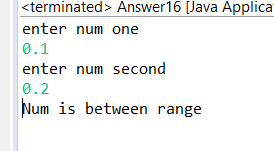 <terminated> Answer16 [Java Applica
enter num one
0.1
enter num second
0.2
Num is between range